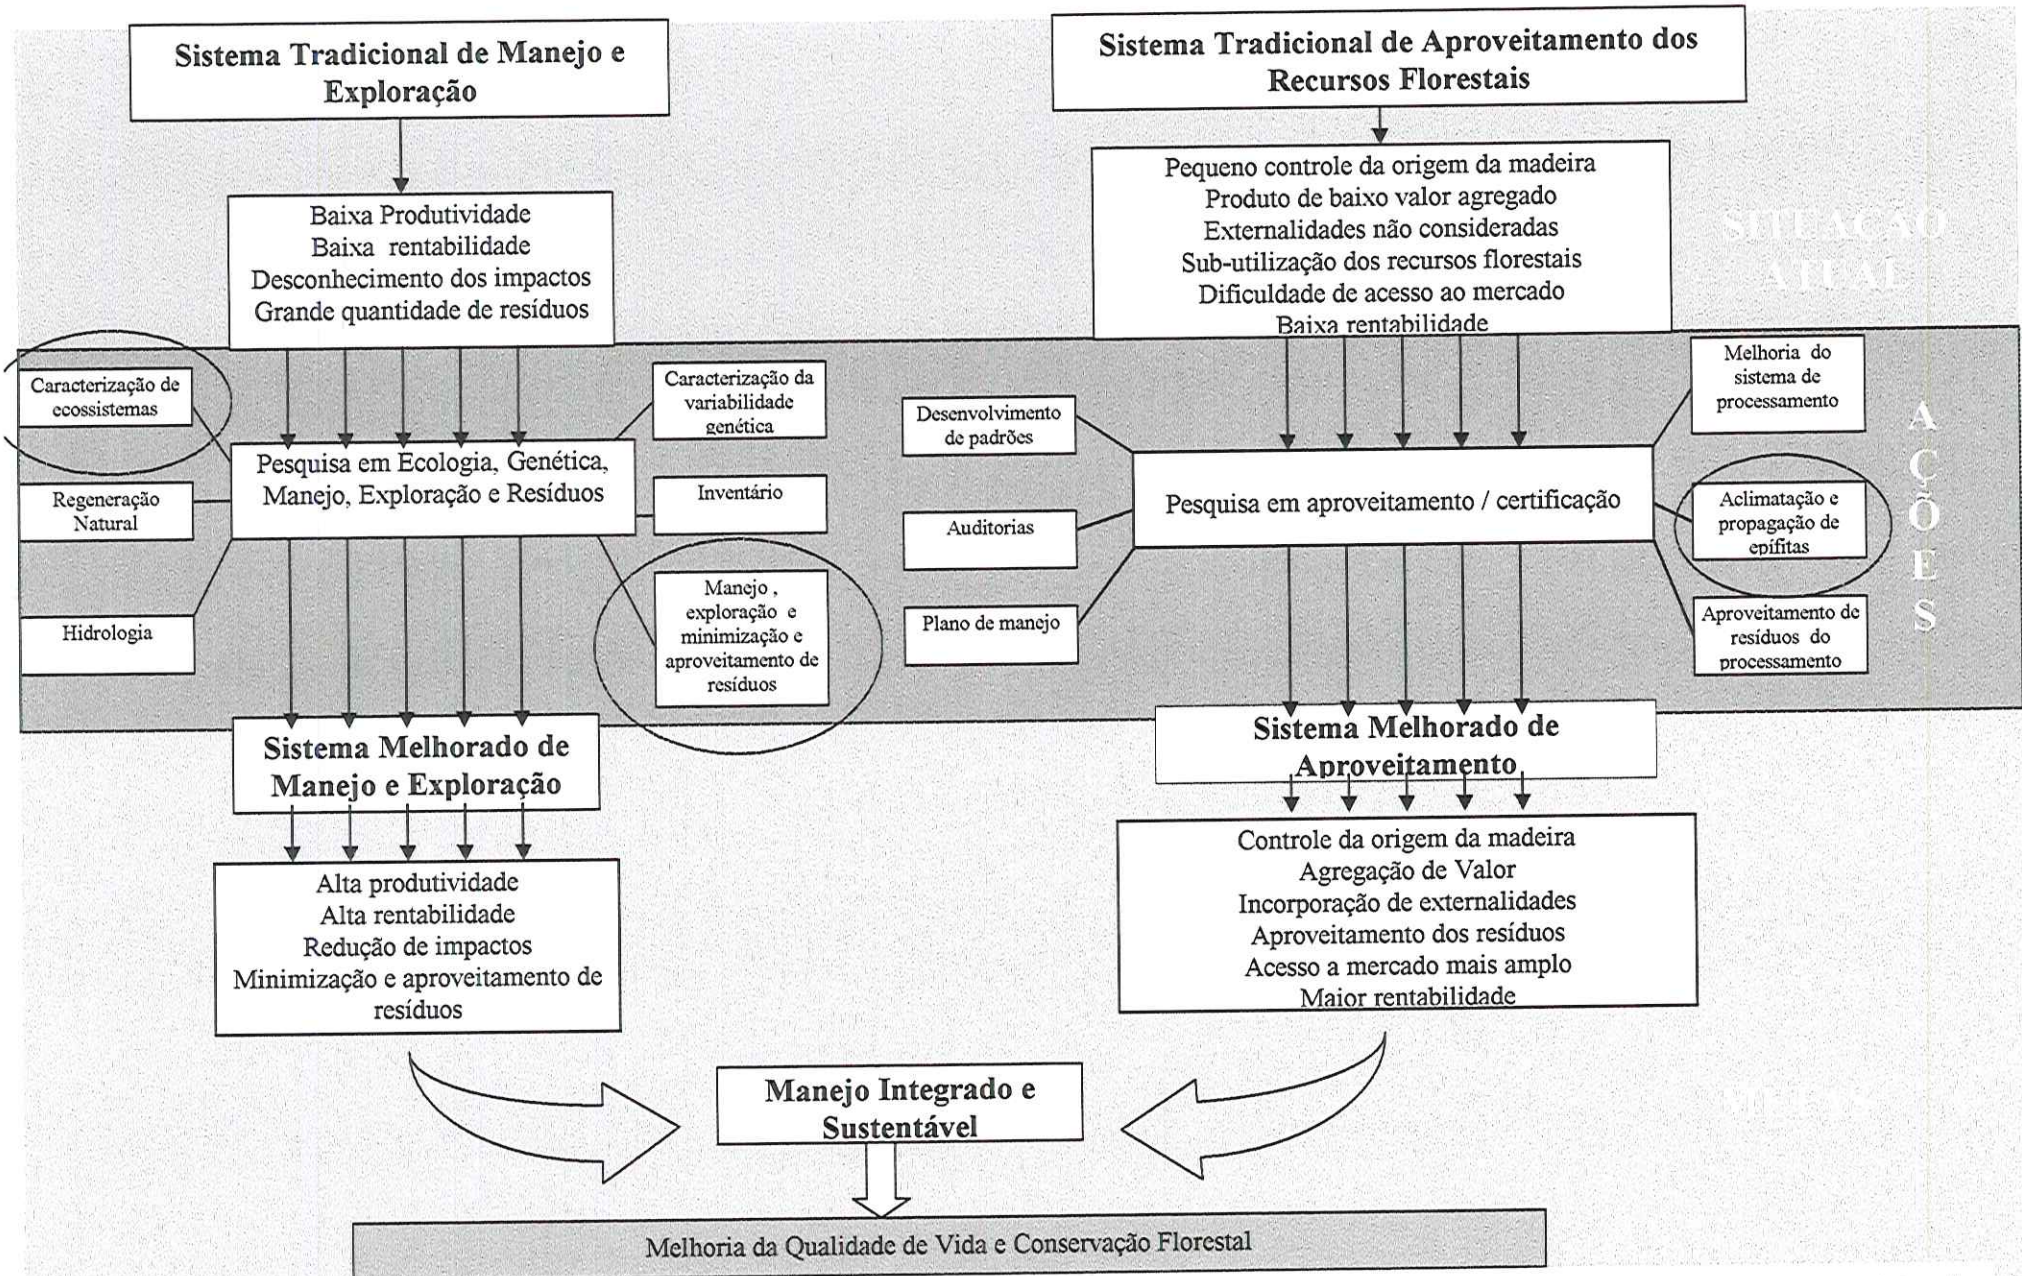 Sistema Tradicional de Manejo e
Exploração
Sistema Tradicional de Aproveitamento dos
Recursos Florestais
Baixa Produtividade
Baixa rentabilidade
Desconhecimento dos impactos
Grande quantidade de resíduos
Pequeno controle da origem da madeira
Produto de baixo valor agregado
Externalidades não consideradas
Sub-utilização dos recursos florestais
Dificuldade de acesso ao mercado
Baixa rentabilidade
SITUAÇÃO
ATUAL
Caracterização de
ecossistemas
Regeneração
Natural
Hidrologia
Pesquisa em Ecologia, Genética,
Manejo, Exploração e Resíduos
Caracterização da
variabilidade
genética
Inventário
Manejo ,
exploração e
minimização e
aproveitamento de
resíduos
Desenvolvimento
de padrões
Auditorias
Plano de manejo
Pesquisa em aproveitamento / certificação
Melhoria do
sistema de
processamento
Aclimatação e
propagação de
epífitas
Aproveitamento de
resíduos do
processamento
A
Ç
Õ
E
S
Sistema Melhorado de
Manejo e Exploração
Sistema Melhorado de
Aproveitamento
Alta produtividade
Alta rentabilidade
Redução de impactos
Minimização e aproveitamento de
resíduos
Controle da origem da madeira
Agregação de Valor
Incorporação de externalidades
Aproveitamento dos resíduos
Acesso a mercado mais amplo
Maior rentabilidade
Manejo Integrado e
Sustentável
Melhoria da Qualidade de Vida e Conservação Florestal